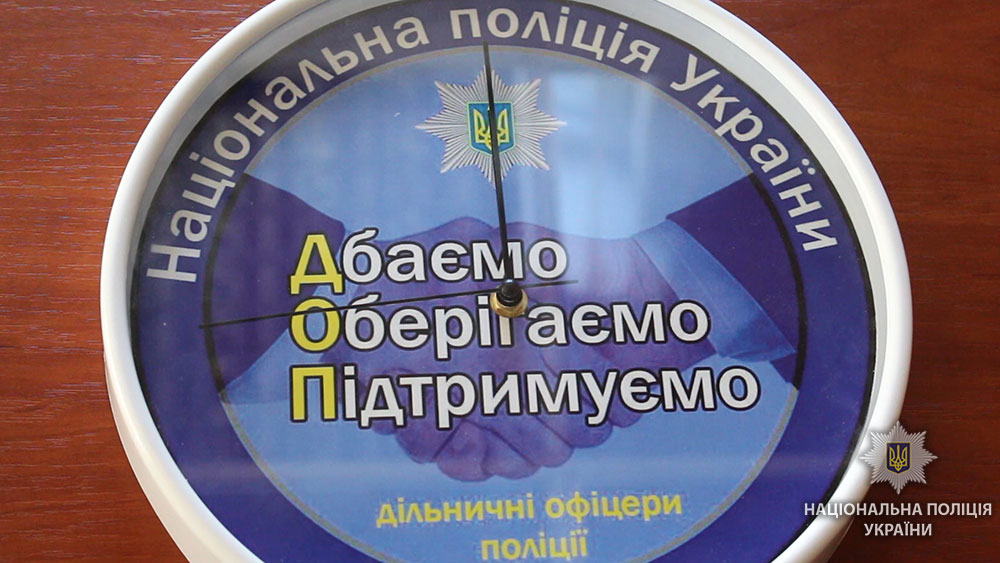 Національна поліція України
Дбаємо
Оберігаємо
Підтримуємо
дільничні офіцери
поліції
НАЦІОНАЛЬНА ПОЛІЦІЯ
УКРАЇНИ